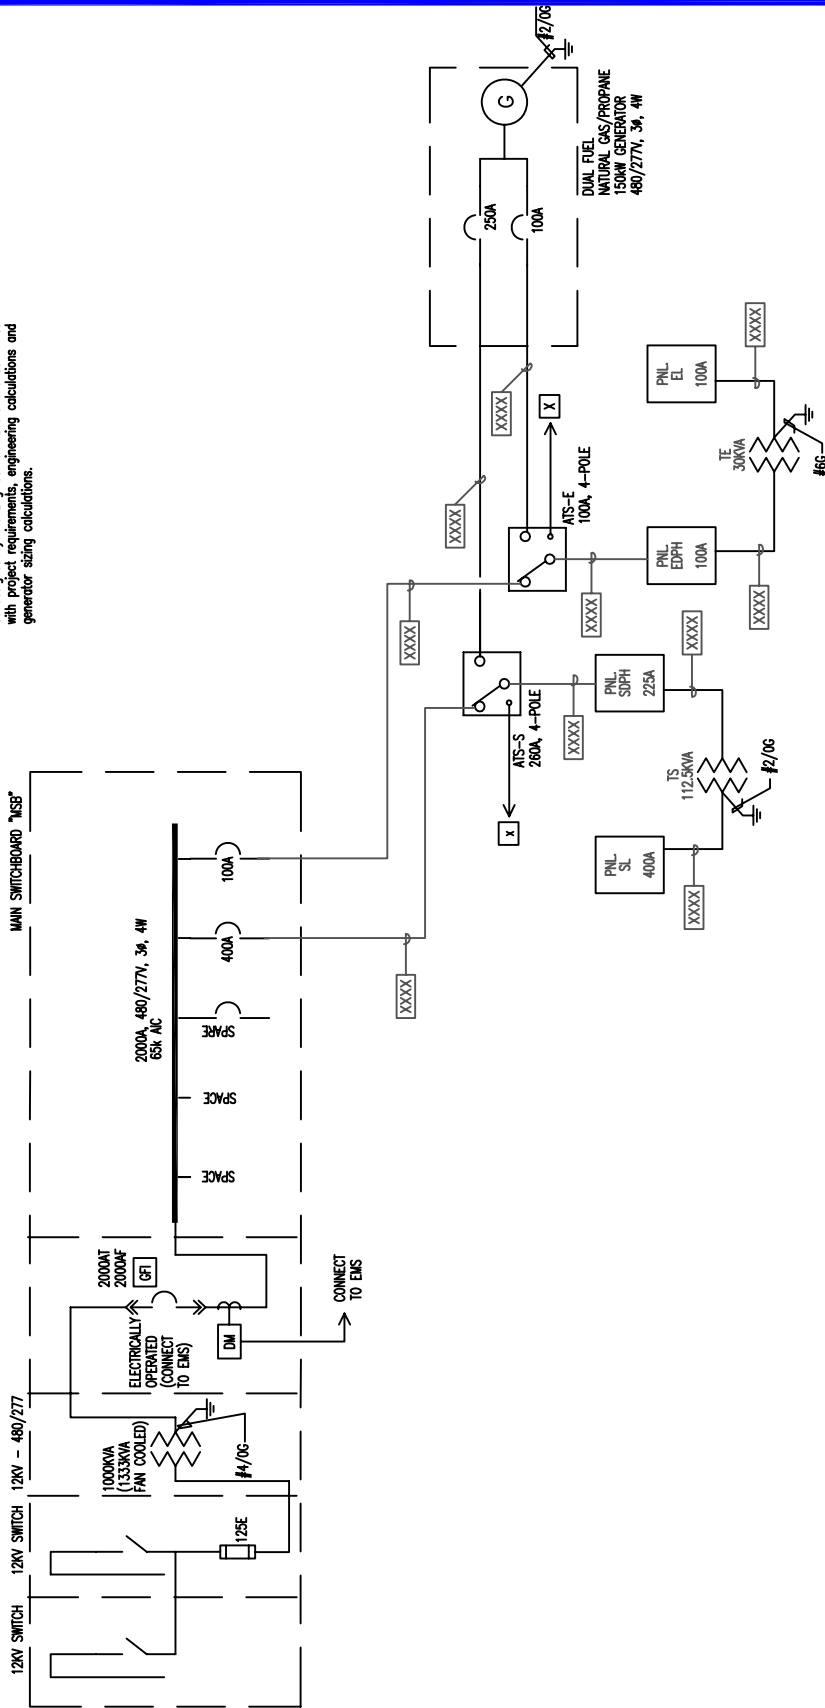 with project requirements, engineering calculations and
generator sizing calculations.
12KV SWITCH
12KV SWITCH
12KV - 480/277
MAIN SWITCHBOARD "MSB"
1000KVA
(1333KVA
FAN COOLED)
2000AT
2000AF
GFI
ELECTRICALLY
OPERATED
(CONNECT
TO EMS)
2000A, 480/277V, 3ø, 4W
65k AIC
SPACE
SPACE
SPARE
400A
100A
125E
#4/0G
DM
CONNECT
TO EMS
XXXX
XXXX
XXXX
XXXX
250A
100A
G
#2/0G
DUAL FUEL
NATURAL GAS/PROPANE
150kW GENERATOR
480/277V, 3ø, 4W
X
ATS-S
260A, 4-POLE
X
ATS-E
100A, 4-POLE
XXXX
XXXX
PNL.
SL
400A
PNL.
SDPH
225A
PNL.
EDPH
100A
PNL.
EL
100A
XXXX
XXXX
XXXX
XXXX
TS
112.5KVA
TE
30KVA
#2/0G
#6G